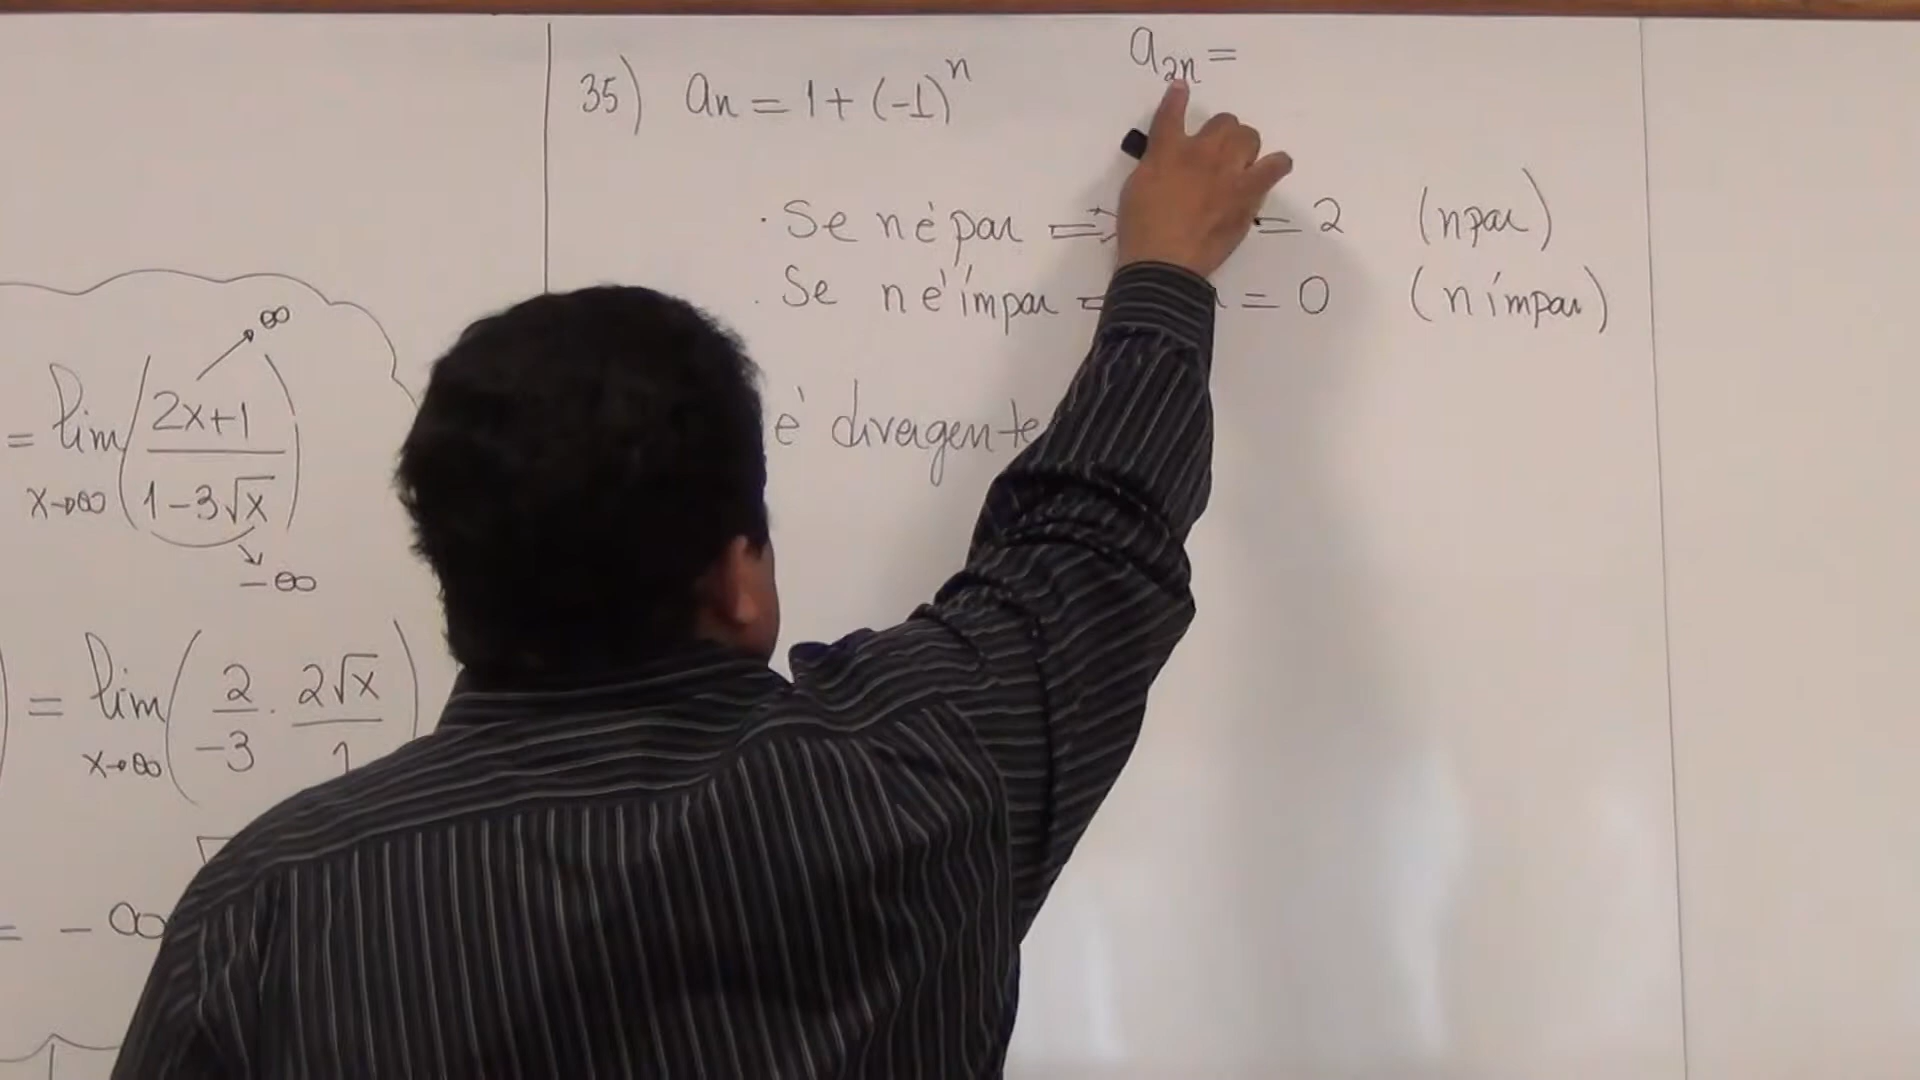 35) an = 1 + (-1)^n
a_2n =
. Se n é par => = 2 (n par)
. Se n é ímpar = = 0 (n ímpar)
é divergente
= lim x→∞ ( 2x+1 / 1-3√x )
∞
-∞
) = lim x→∞ ( 2 / -3 . 2√x / 1 )
= -∞